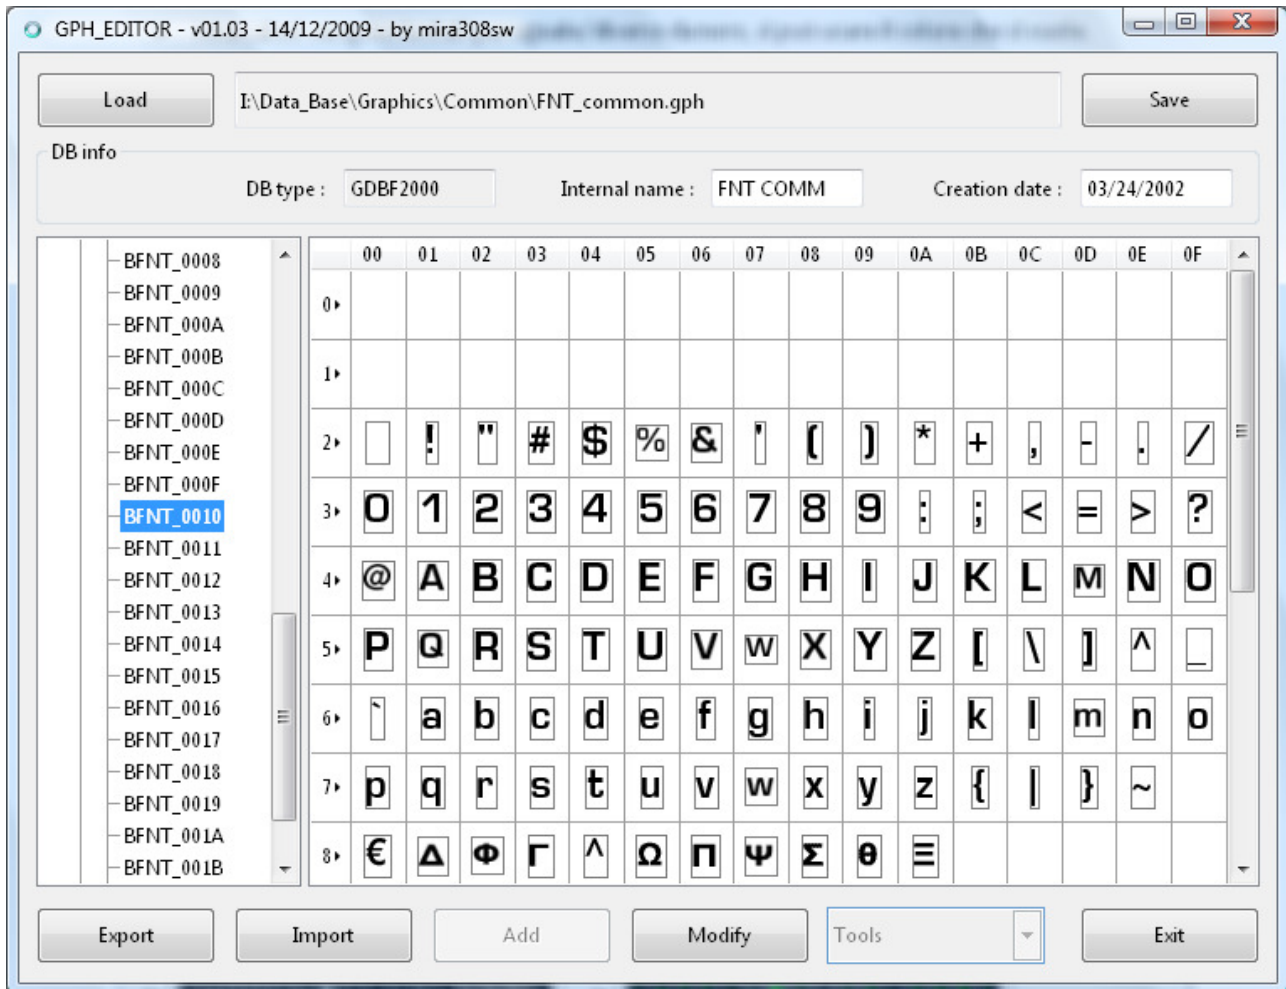 GPH_EDITOR - v01.03 - 14/12/2009 - by mira308sw
Load I:\Data_Base\Graphics\Common\FNT_common.gph Save
DB info
DB type : GDBF2000 Internal name : FNT COMM Creation date : 03/24/2002
BFNT_0008
BFNT_0009
BFNT_000A
BFNT_000B
BFNT_000C
BFNT_000D
BFNT_000E
BFNT_000F
BFNT_0010
BFNT_0011
BFNT_0012
BFNT_0013
BFNT_0014
BFNT_0015
BFNT_0016
BFNT_0017
BFNT_0018
BFNT_0019
BFNT_001A
BFNT_001B
00 01 02 03 04 05 06 07 08 09 0A 0B 0C 0D 0E 0F
0
1
2 ! " # $ % & ' ( ) * + , - . /
3 0 1 2 3 4 5 6 7 8 9 : ; < = > ?
4 @ A B C D E F G H I J K L M N O
5 P Q R S T U V W X Y Z [ \ ] ^ _
6 ` a b c d e f g h i j k l m n o
7 p q r s t u v w x y z { | } ~
8 € Δ Φ Γ ^ Ω Π Ψ Σ θ Ξ
Export Import Add Modify Tools Exit